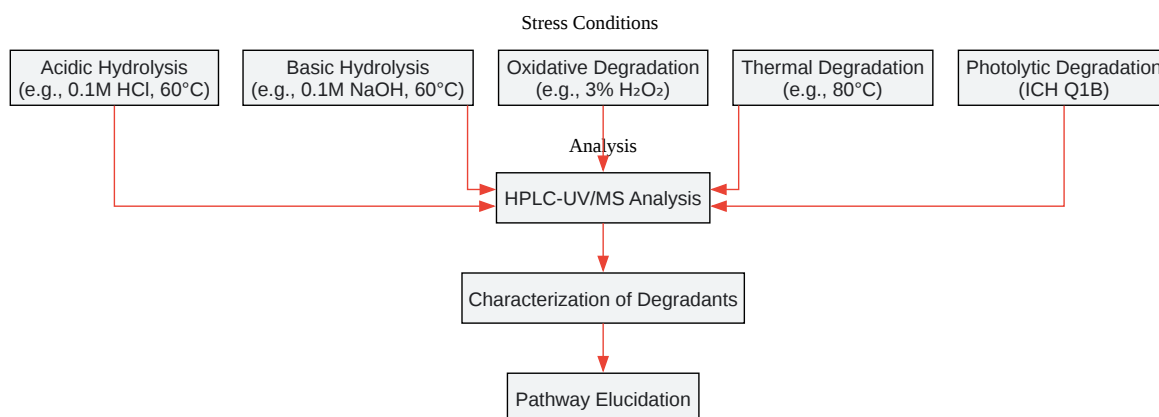 Stress Conditions
Acidic Hydrolysis
(e.g., 0.1M HCl, 60°C)
Basic Hydrolysis
(e.g., 0.1M NaOH, 60°C)
Oxidative Degradation
(e.g., 3% H₂O₂)
Thermal Degradation
(e.g., 80°C)
Photolytic Degradation
(ICH Q1B)
Analysis
HPLC-UV/MS Analysis
Characterization of Degradants
Pathway Elucidation